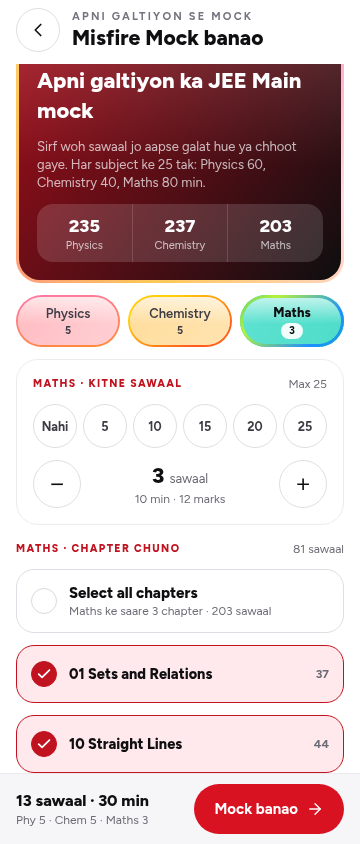 APNI GALTIYON SE MOCK
Misfire Mock banao
Apni galtiyon ka JEE Main
mock
Sirf woh sawaal jo aapse galat hue ya chhoot
gaye. Har subject ke 25 tak: Physics 60,
Chemistry 40, Maths 80 min.
235 237 203
Physics Chemistry Maths
Physics Chemistry Maths
5 5 3
MATHS · KITNE SAWAAL Max 25
Nahi 5 10 15 20 25
− 3 sawaal +
10 min · 12 marks
MATHS · CHAPTER CHUNO 81 sawaal
Select all chapters
Maths ke saare 3 chapter · 203 sawaal
01 Sets and Relations 37
10 Straight Lines 44
13 sawaal · 30 min
Phy 5 · Chem 5 · Maths 3
Mock banao →